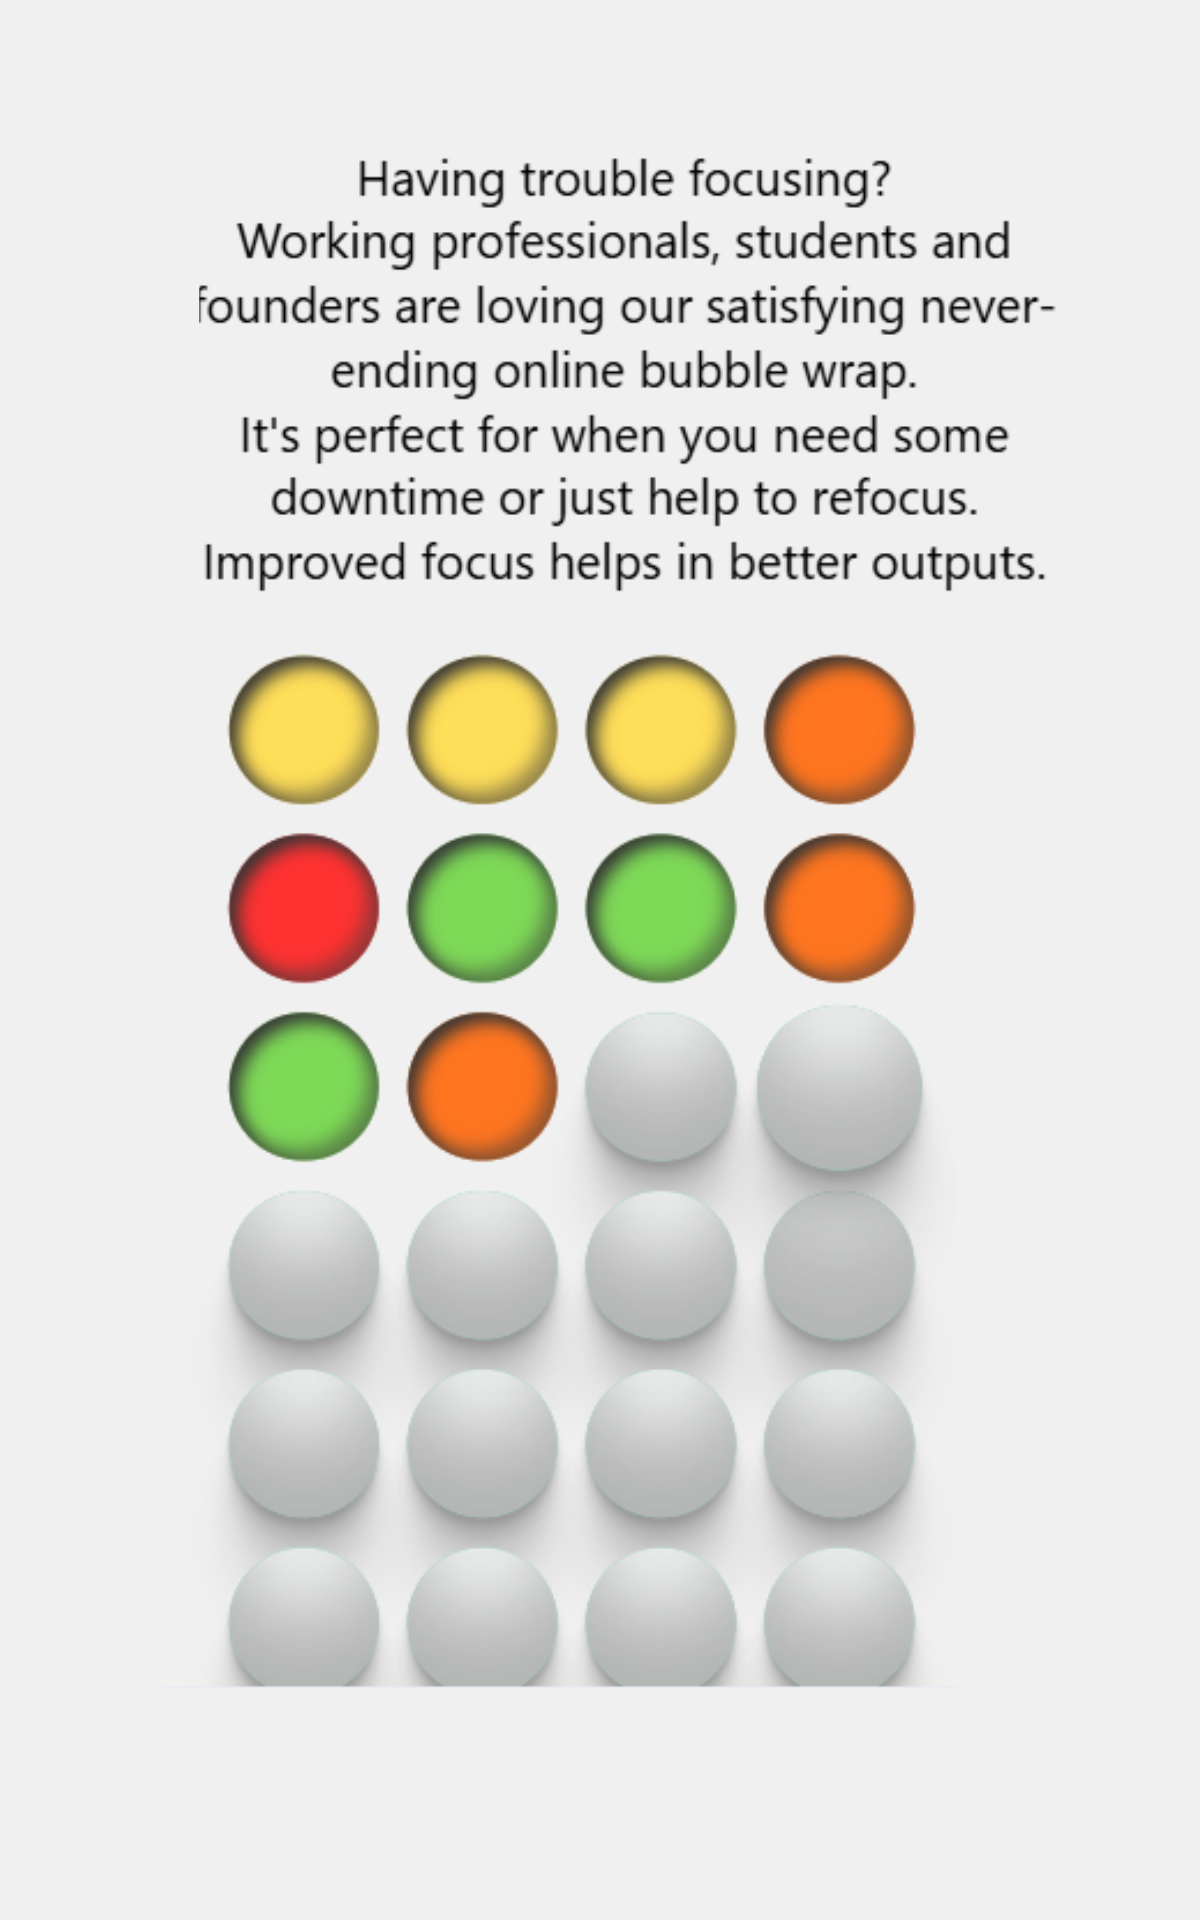 Having trouble focusing?
Working professionals, students and
founders are loving our satisfying never-
ending online bubble wrap.
It's perfect for when you need some
downtime or just help to refocus.
Improved focus helps in better outputs.